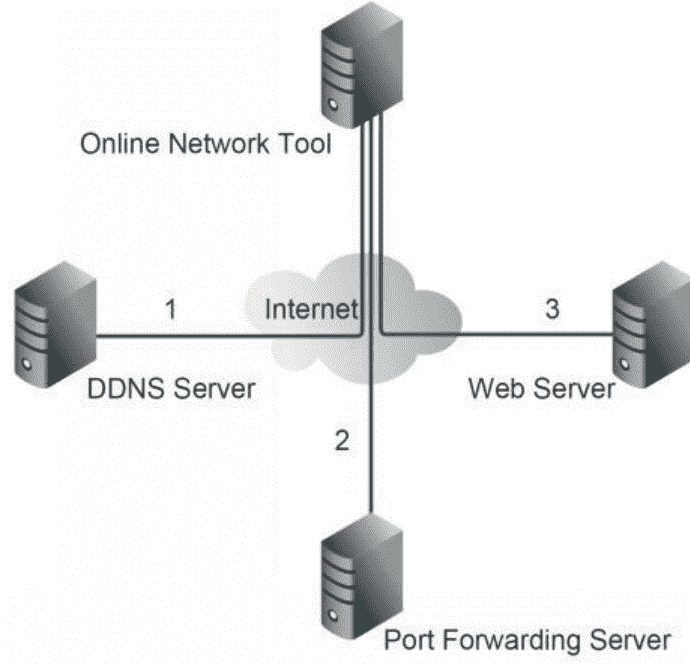 Online Network Tool
1
Internet
3
DDNS Server
Web Server
2
Port Forwarding Server